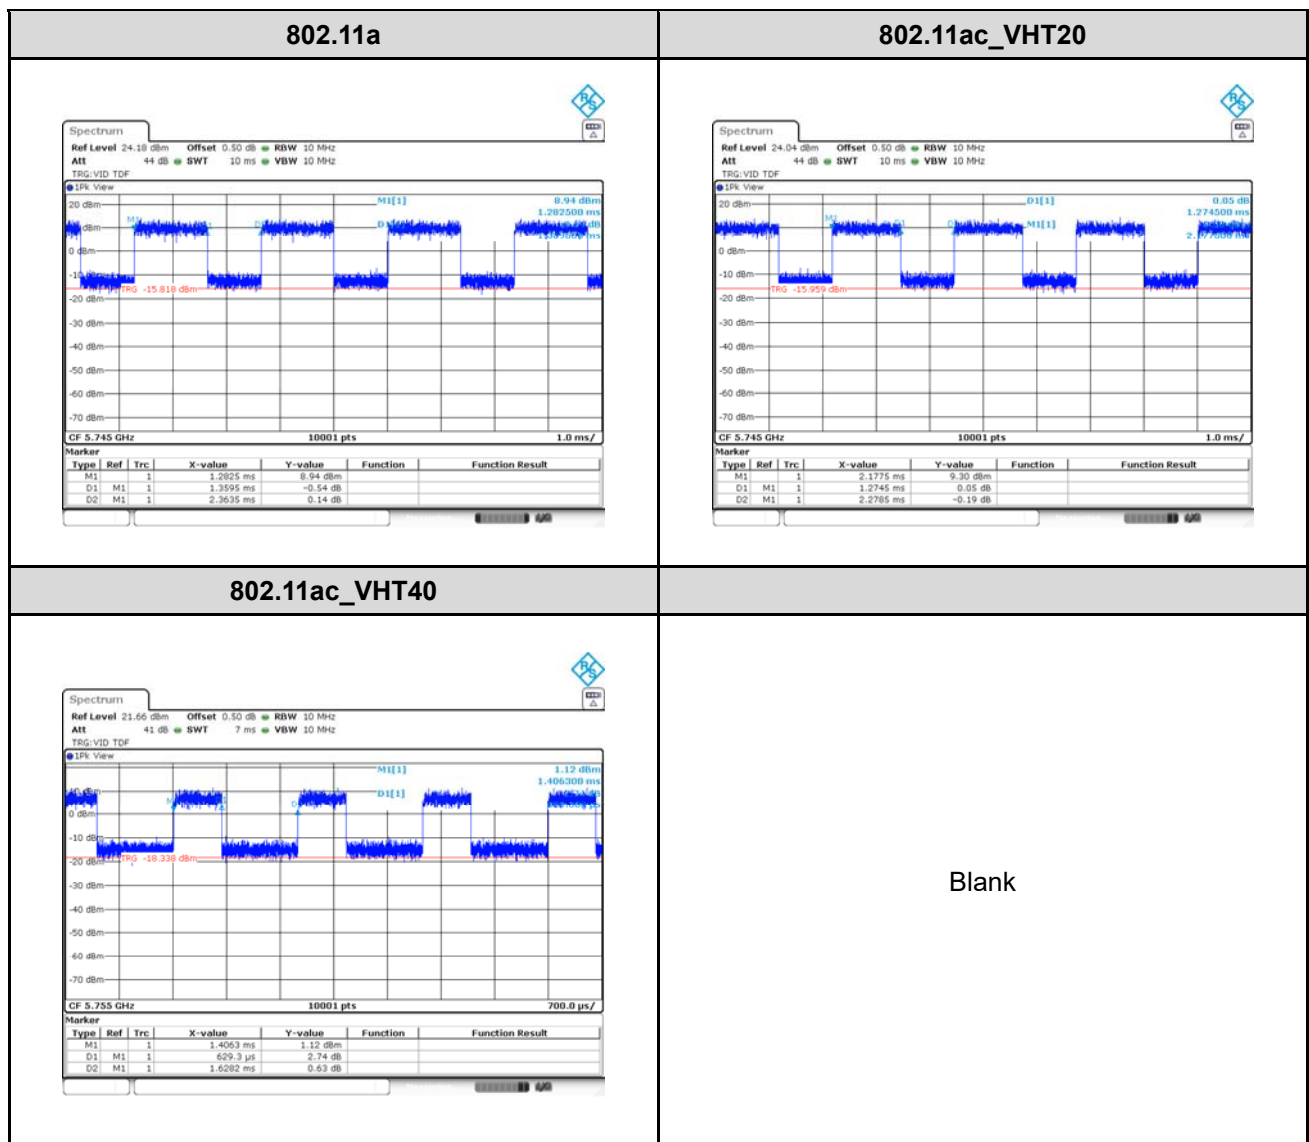 802.11a
802.11ac_VHT20
Spectrum
Ref Level 24.18 dBm Offset 0.50 dB RBW 10 MHz
Att 44 dB SWT 10 ms VBW 10 MHz
TRG:VID TDF
1Pk View
M1[1] 8.94 dBm
1.282500 ms
20 dBm
0 dBm
-10
TRG -15.818 dBm
-20 dBm
-30 dBm
-40 dBm
-50 dBm
-60 dBm
-70 dBm
CF 5.745 GHz 10001 pts 1.0 ms/
Marker
Type Ref Trc X-value Y-value Function Function Result
M1 1 1.2825 ms 8.94 dBm
D1 M1 1 1.3595 ms -0.54 dB
D2 M1 1 2.3635 ms 0.14 dB
Spectrum
Ref Level 24.04 dBm Offset 0.50 dB RBW 10 MHz
Att 44 dB SWT 10 ms VBW 10 MHz
TRG:VID TDF
1Pk View
D1[1] 0.05 dB
1.274500 ms
M1[1]
20 dBm
0 dBm
-10 dBm
TRG -15.959 dBm
-20 dBm
-30 dBm
-40 dBm
-50 dBm
-60 dBm
-70 dBm
CF 5.745 GHz 10001 pts 1.0 ms/
Marker
Type Ref Trc X-value Y-value Function Function Result
M1 1 2.1775 ms 9.30 dBm
D1 M1 1 1.2745 ms 0.05 dB
D2 M1 1 2.2785 ms -0.19 dB
802.11ac_VHT40
Spectrum
Ref Level 21.66 dBm Offset 0.50 dB RBW 10 MHz
Att 41 dB SWT 7 ms VBW 10 MHz
TRG:VID TDF
1Pk View
M1[1] 1.12 dBm
1.406300 ms
D1[1]
0 dBm
-10 dBm
TRG -18.338 dBm
-20 dBm
-30 dBm
-40 dBm
-50 dBm
-60 dBm
-70 dBm
CF 5.755 GHz 10001 pts 700.0 µs/
Marker
Type Ref Trc X-value Y-value Function Function Result
M1 1 1.4063 ms 1.12 dBm
D1 M1 1 629.3 µs 2.74 dB
D2 M1 1 1.6282 ms 0.63 dB
Blank